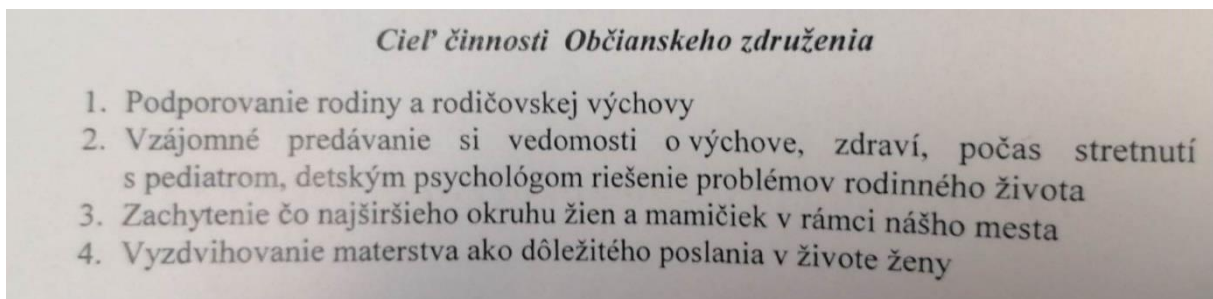 Cieľ činnosti Občianskeho združenia
1. Podporovanie rodiny a rodičovskej výchovy
2. Vzájomné predávanie si vedomosti o výchove, zdraví, počas stretnutí
s pediatrom, detským psychológom riešenie problémov rodinného života
3. Zachytenie čo najširšieho okruhu žien a mamičiek v rámci nášho mesta
4. Vyzdvihovanie materstva ako dôležitého poslania v živote ženy